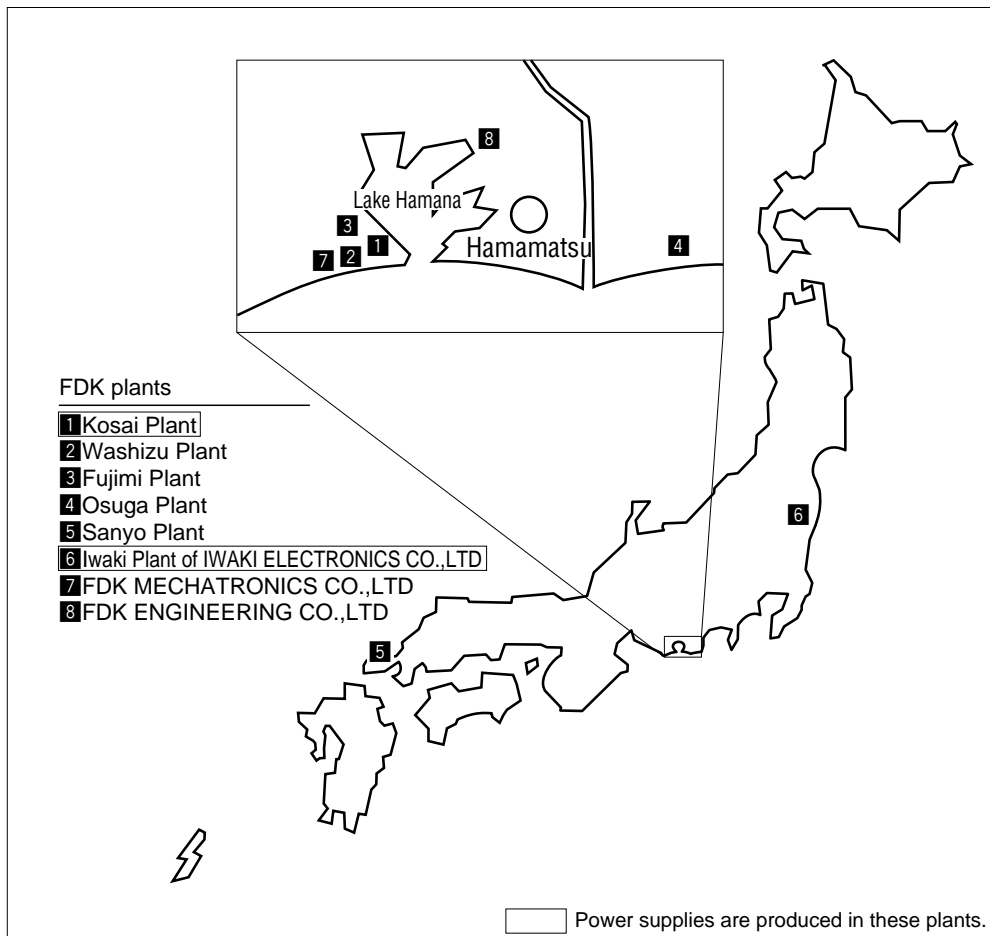 8
Lake Hamana
3
1
Hamamatsu
4
7 2
FDK plants
1 Kosai Plant
2 Washizu Plant
3 Fujimi Plant
4 Osuga Plant
5 Sanyo Plant
6 Iwaki Plant of IWAKI ELECTRONICS CO.,LTD
7 FDK MECHATRONICS CO.,LTD
8 FDK ENGINEERING CO.,LTD
6
5
Power supplies are produced in these plants.